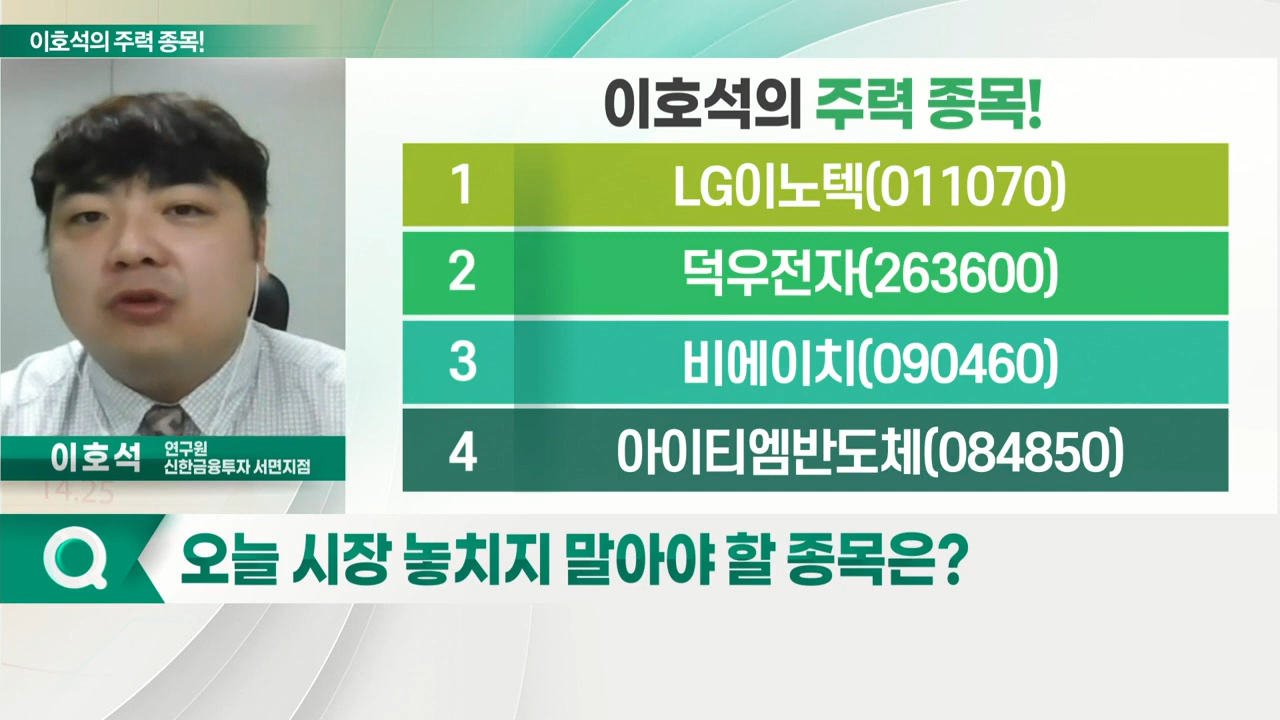 이호석의 주력 종목!
이호석의 주력 종목!
1 LG이노텍(011070)
2 덕우전자(263600)
3 비에이치(090460)
4 아이티엠반도체(084850)
이호석 연구원
신한금융투자 서면지점
14:25
Q 오늘 시장 놓치지 말아야 할 종목은?